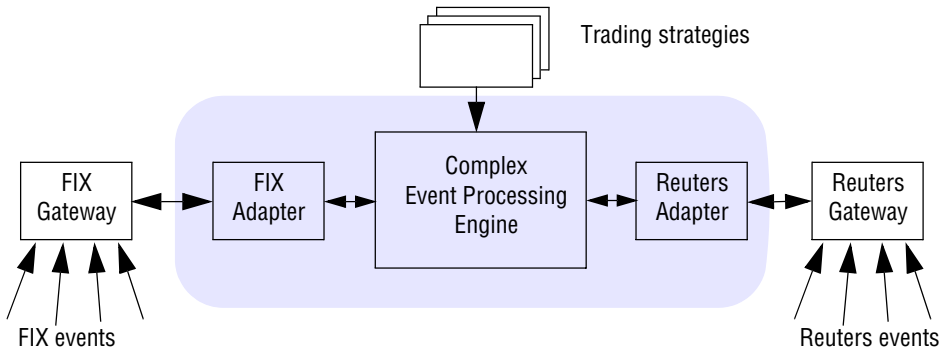 Trading strategies
FIX
Gateway
FIX
Adapter
Complex
Event Processing
Engine
Reuters
Adapter
Reuters
Gateway
FIX events
Reuters events